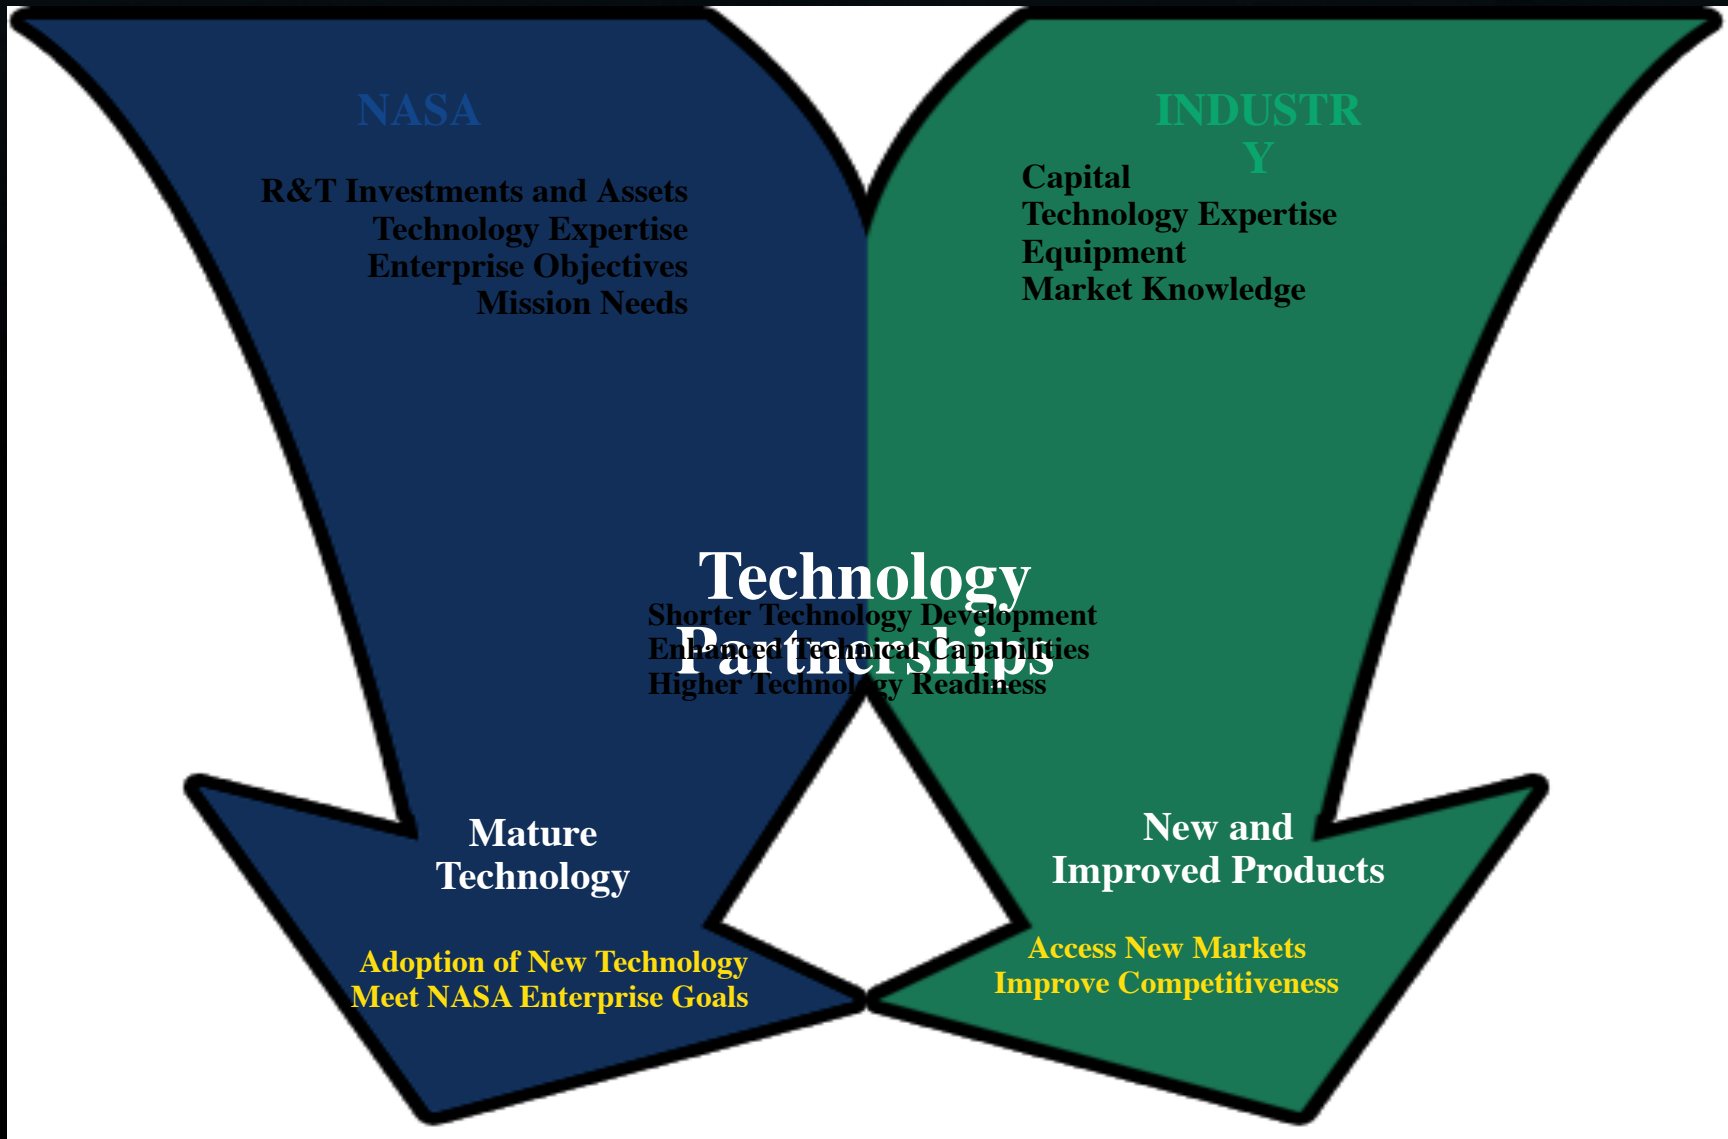 NASA
R&T Investments and Assets
Technology Expertise
Enterprise Objectives
Mission Needs
INDUSTR
Y
Capital
Technology Expertise
Equipment
Market Knowledge
Technology
Partnerships
Shorter Technology Development
Enhanced Technical Capabilities
Higher Technology Readiness
Mature
Technology
Adoption of New Technology
Meet NASA Enterprise Goals
New and
Improved Products
Access New Markets
Improve Competitiveness